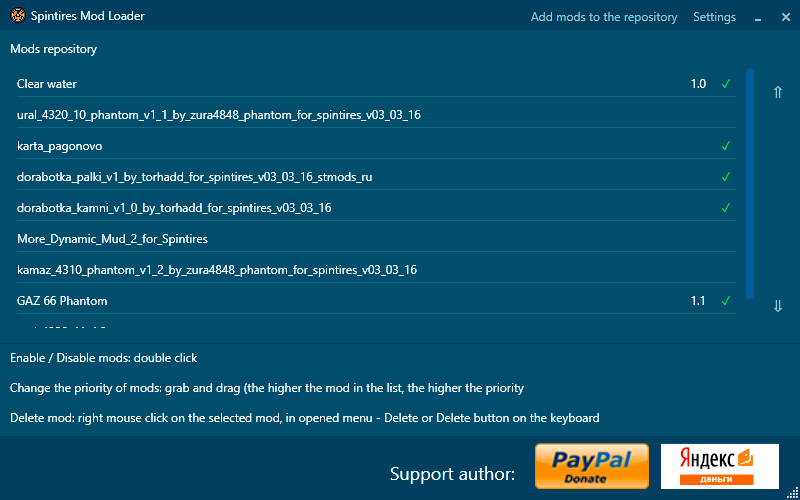 Spintires Mod Loader
Add mods to the repository Settings
Mods repository
Clear water 1.0 ✓
ural_4320_10_phantom_v1_1_by_zura4848_phantom_for_spintires_v03_03_16
karta_pagonovo ✓
dorabotka_palki_v1_by_torhadd_for_spintires_v03_03_16_stmods_ru ✓
dorabotka_kamni_v1_0_by_torhadd_for_spintires_v03_03_16 ✓
More_Dynamic_Mud_2_for_Spintires
kamaz_4310_phantom_v1_2_by_zura4848_phantom_for_spintires_v03_03_16
GAZ 66 Phantom 1.1 ✓
Enable / Disable mods: double click
Change the priority of mods: grab and drag (the higher the mod in the list, the higher the priority
Delete mod: right mouse click on the selected mod, in opened menu - Delete or Delete button on the keyboard
Support author:
PayPal
Donate
Яндекс
деньги